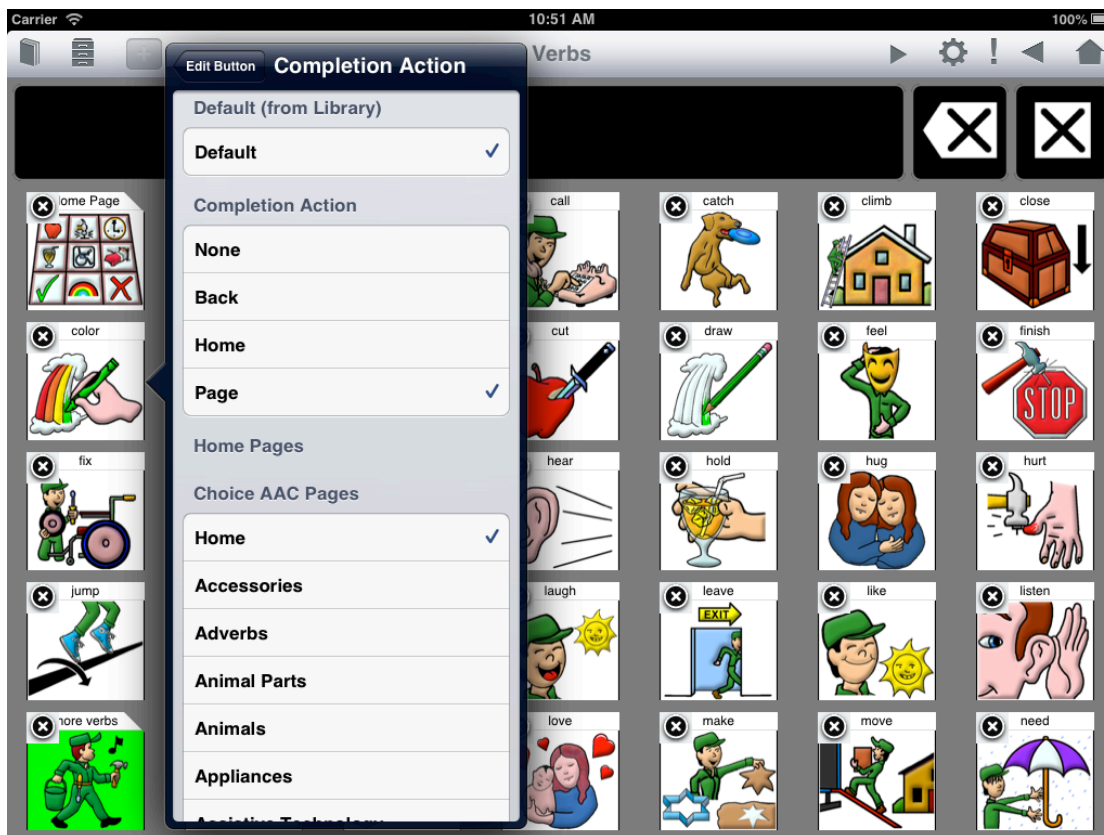 Carrier 10:51 AM 100%
Edit Button Completion Action Verbs
Default (from Library)
Default
Completion Action
None
Back
Home
Page
Home Pages
Choice AAC Pages
Home
Accessories
Adverbs
Animal Parts
Animals
Appliances
Assistive Technology
ome Page call catch climb close
color cut draw feel finish
STOP
fix hear hold hug hurt
jump laugh leave like listen
EXIT
ore verbs love make move need